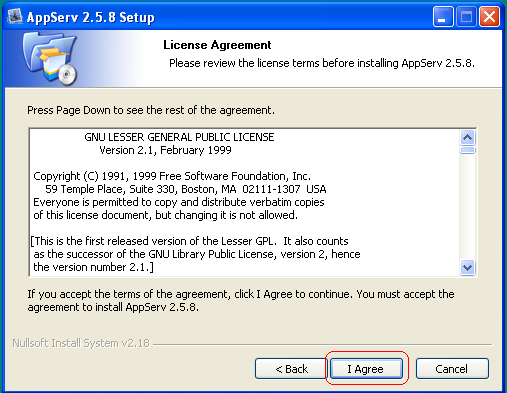 AppServ 2.5.8 Setup
License Agreement
Please review the license terms before installing AppServ 2.5.8.
Press Page Down to see the rest of the agreement.
GNU LESSER GENERAL PUBLIC LICENSE
Version 2.1, February 1999
Copyright (C) 1991, 1999 Free Software Foundation, Inc.
59 Temple Place, Suite 330, Boston, MA  02111-1307  USA
Everyone is permitted to copy and distribute verbatim copies
of this license document, but changing it is not allowed.
[This is the first released version of the Lesser GPL.  It also counts
as the successor of the GNU Library Public License, version 2, hence
the version number 2.1.]
If you accept the terms of the agreement, click I Agree to continue. You must accept the
agreement to install AppServ 2.5.8.
Nullsoft Install System v2.18
< Back
I Agree
Cancel